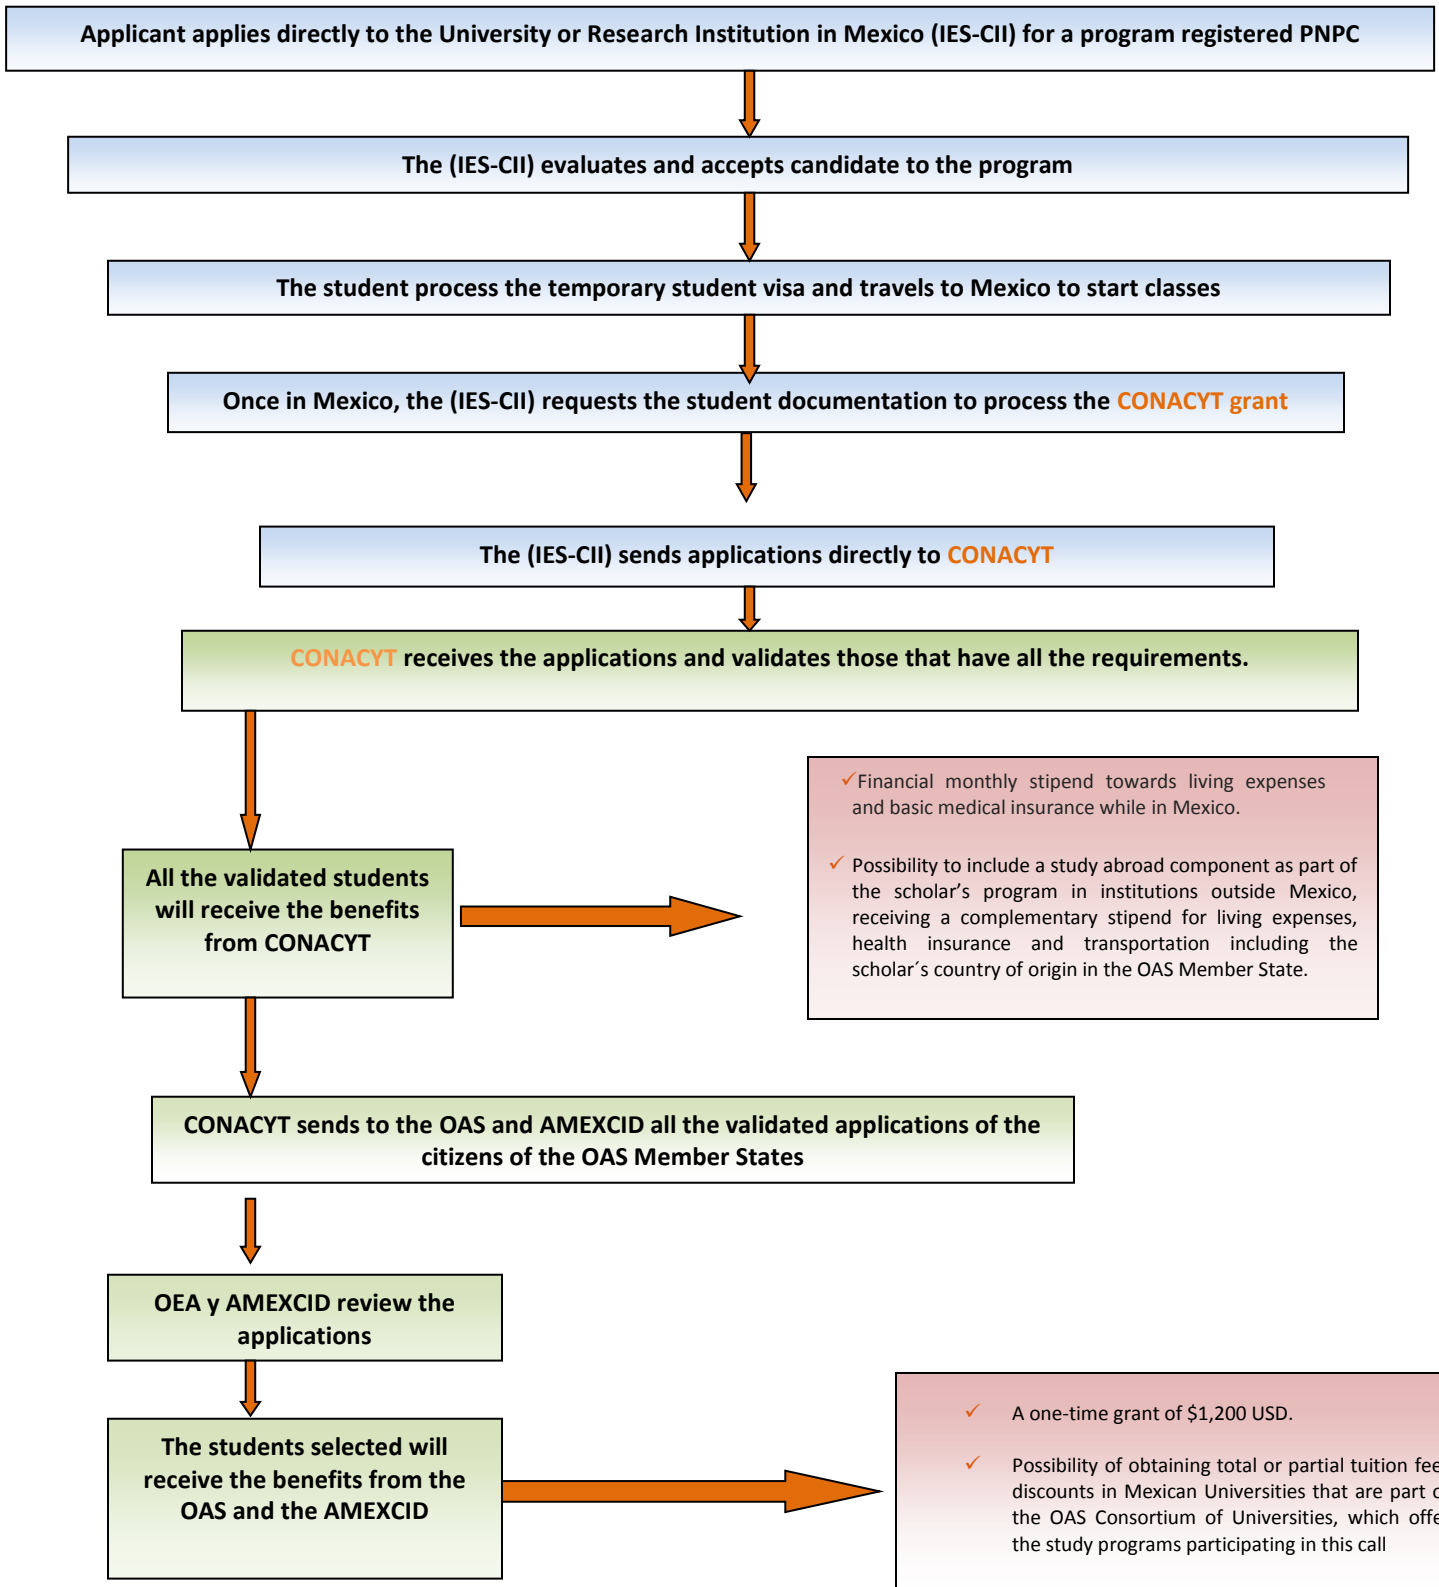 Applicant applies directly to the University or Research Institution in Mexico (IES-CII) for a program registered PNPC
The (IES-CII) evaluates and accepts candidate to the program
The student process the temporary student visa and travels to Mexico to start classes
Once in Mexico, the (IES-CII) requests the student documentation to process the CONACYT grant
The (IES-CII) sends applications directly to CONACYT
CONACYT receives the applications and validates those that have all the requirements.
All the validated students
will receive the benefits
from CONACYT
✓Financial monthly stipend towards living expenses
and basic medical insurance while in Mexico.
✓ Possibility to include a study abroad component as part of
the scholar's program in institutions outside Mexico,
receiving a complementary stipend for living expenses,
health insurance and transportation including the
scholar´s country of origin in the OAS Member State.
CONACYT sends to the OAS and AMEXCID all the validated applications of the
citizens of the OAS Member States
OEA y AMEXCID review the
applications
The students selected will
receive the benefits from the
OAS and the AMEXCID
✓ A one-time grant of $1,200 USD.
✓ Possibility of obtaining total or partial tuition fee
discounts in Mexican Universities that are part o
the OAS Consortium of Universities, which offe
the study programs participating in this call